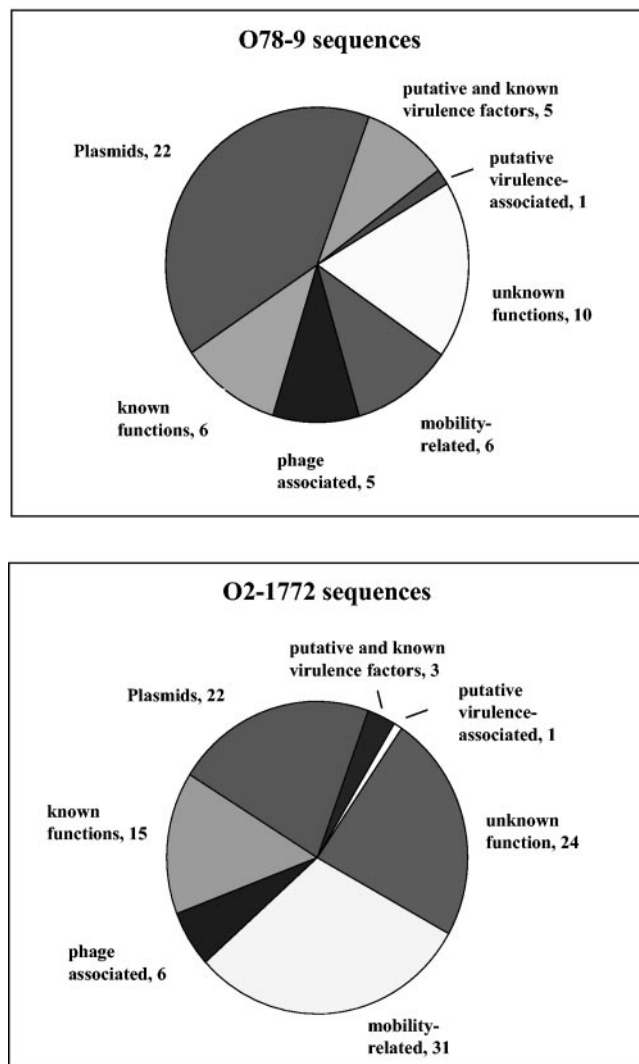 O78-9 sequences
putative and known
virulence factors, 5
Plasmids, 22
putative
virulence-
associated, 1
unknown
functions, 10
known
functions, 6
mobility-
related, 6
phage
associated, 5
O2-1772 sequences
putative and known
virulence factors, 3
Plasmids, 22
putative
virulence-
associated, 1
known
functions, 15
unknown
function, 24
phage
associated, 6
mobility-
related, 31